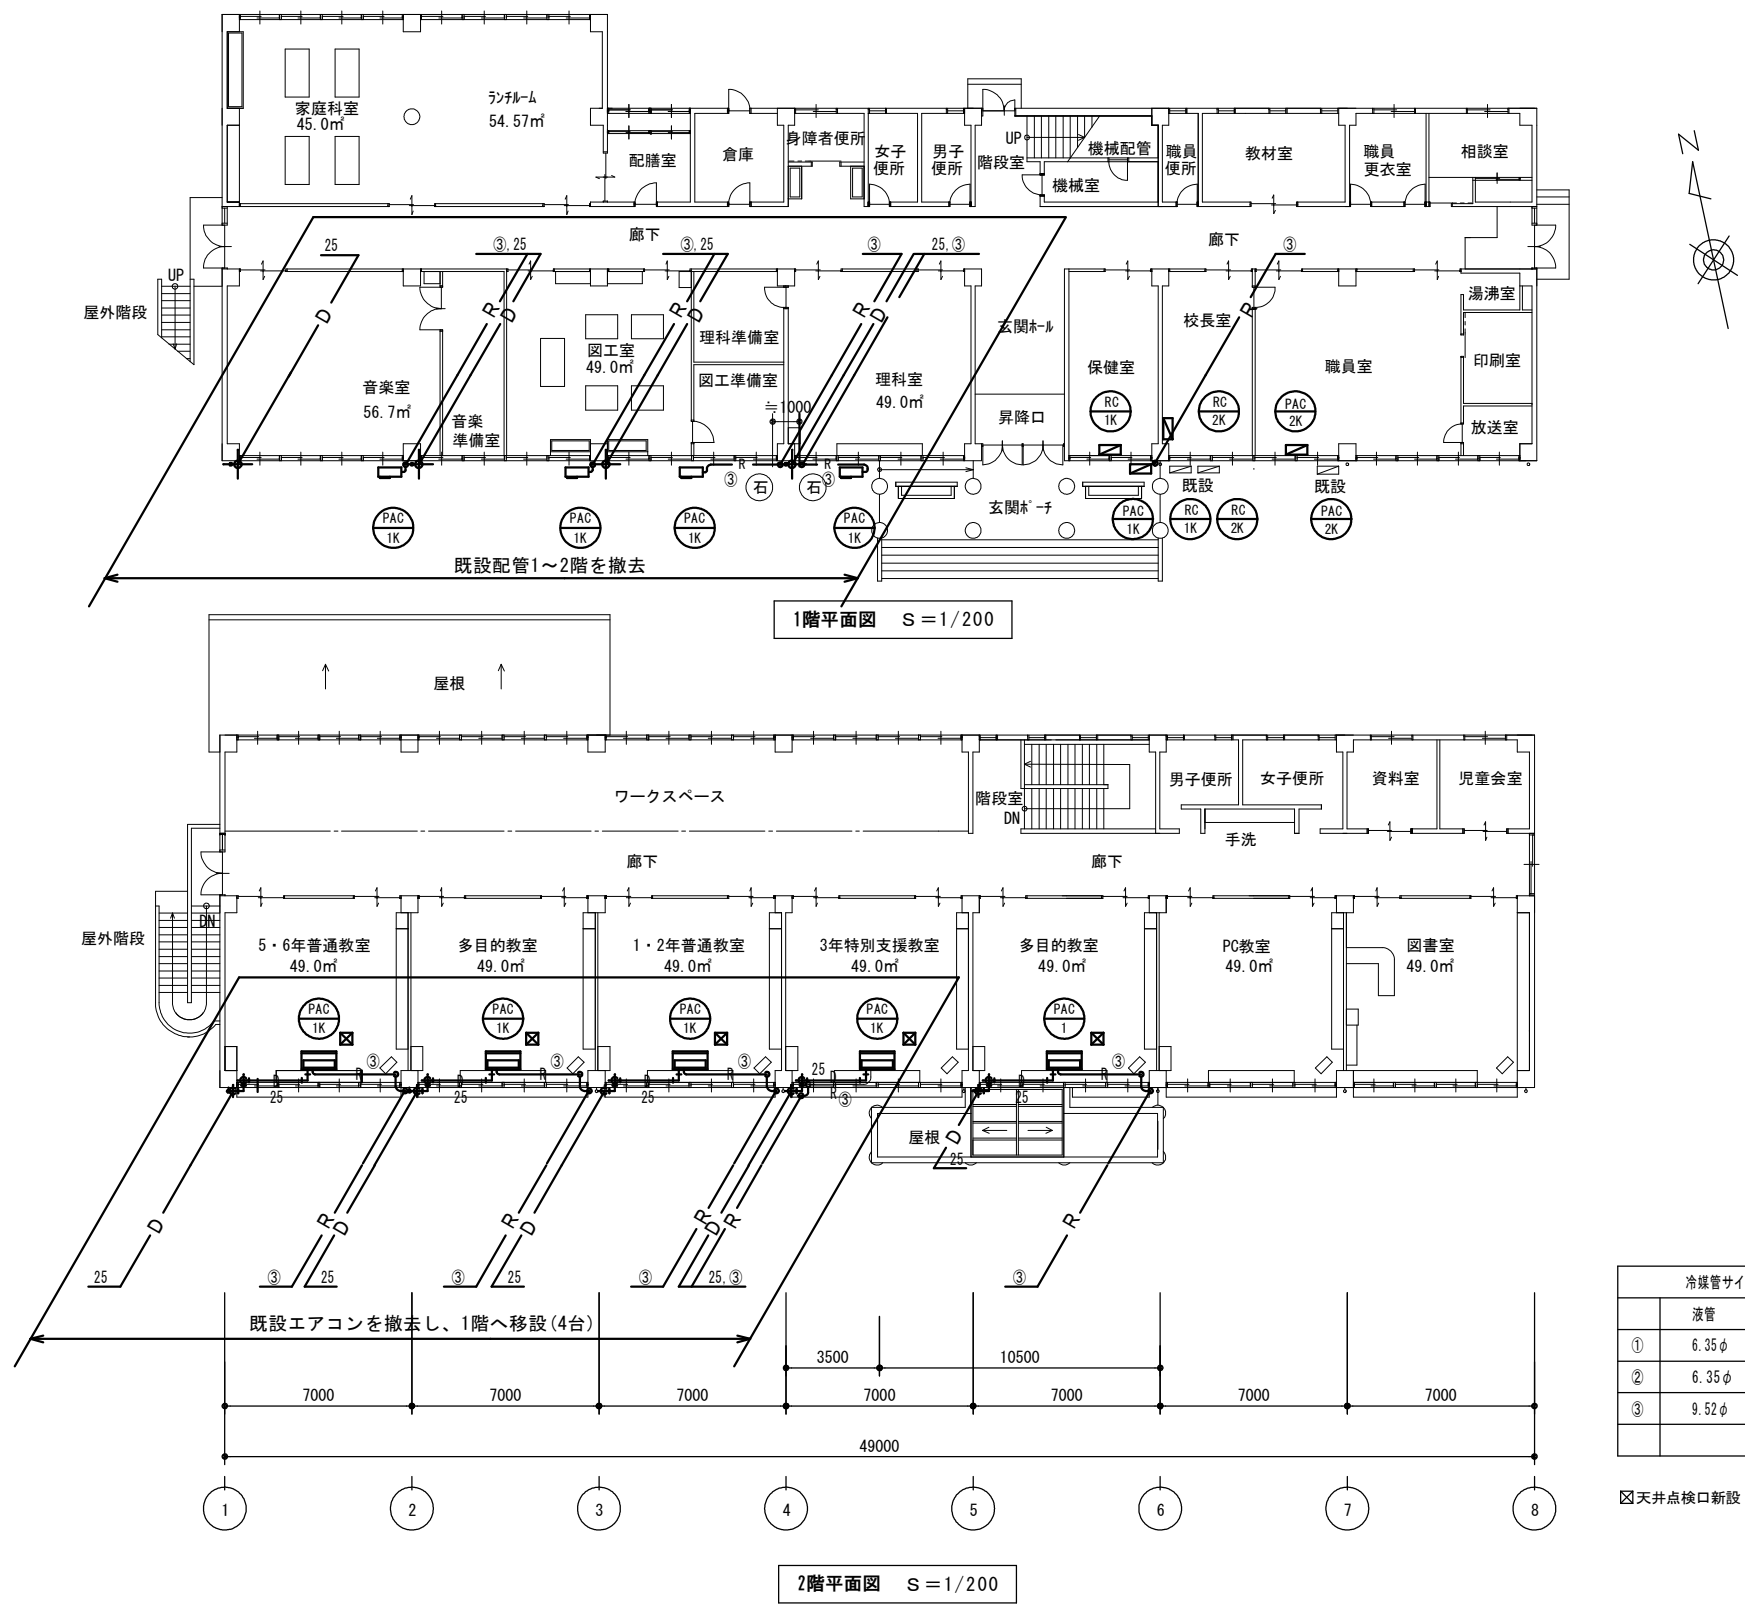 家庭科室
45.0㎡
ランチルーム
54.57㎡
配膳室
倉庫
身障者便所
女子
便所
男子
便所
階段室
UP
機械配管
機械室
職員
便所
教材室
職員
更衣室
相談室
N
UP
屋外階段
廊下
廊下
25
③,25
③,25
③
25,③
③
D
R
D
R
D
R
D
R
音楽室
56.7㎡
音楽
準備室
図工室
49.0㎡
理科準備室
図工準備室
≒1000
理科室
49.0㎡
玄関ホール
昇降口
保健室
校長室
職員室
湯沸室
印刷室
放送室
RC
1K
RC
2K
PAC
2K
R
③
石
石
R
③
玄関ポーチ
既設
既設
PAC
1K
PAC
1K
PAC
1K
PAC
1K
PAC
1K
RC
1K
RC
2K
PAC
2K
既設配管1~2階を撤去
1階平面図 S=1/200
屋根
ワークスペース
階段室
DN
男子便所
女子便所
資料室
児童会室
手洗
廊下
廊下
DN
屋外階段
5・6年普通教室
49.0㎡
多目的教室
49.0㎡
1・2年普通教室
49.0㎡
3年特別支援教室
49.0㎡
多目的教室
49.0㎡
PC教室
49.0㎡
図書室
49.0㎡
PAC
1K
PAC
1K
PAC
1K
PAC
1K
PAC
1
③
③
③
③
D
R
D
R
D
R
D
R
D
R
25
25
25
25
③
25
屋根
D
25
D
R
D
R
D
R
D
R
R
25
③
25
③
25
③
25,③
③
既設エアコンを撤去し、1階へ移設(4台)
3500
10500
7000
7000
7000
7000
7000
7000
7000
49000
1
2
3
4
5
6
7
8
冷媒管サイ
液管
① 6.35φ
② 6.35φ
③ 9.52φ
天井点検口新設
2階平面図 S=1/200